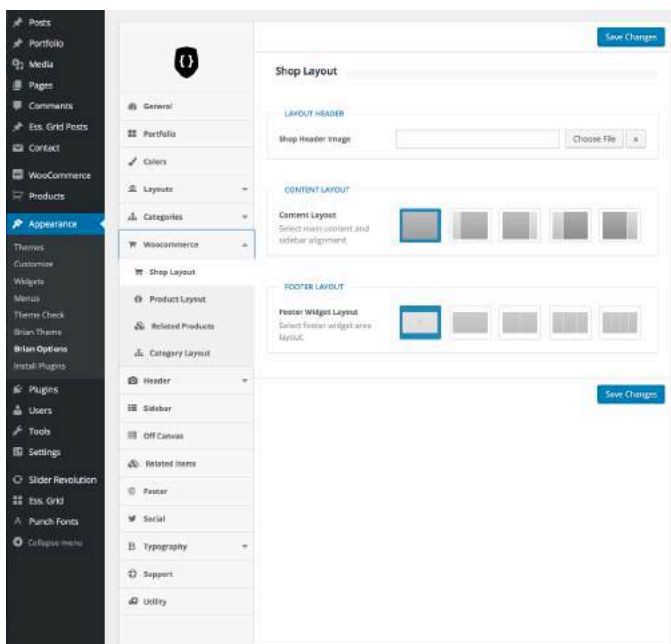 Posts
Portfolio
Media
Pages
Comments
Ess. Grid Posts
Contact
WooCommerce
Products
Appearance
Themes
Customize
Widgets
Menus
Theme Check
Brian Theme
Brian Options
Install Plugins
Plugins
Users
Tools
Settings
Slider Revolution
Ess. Grid
Punch Fonts
Collapse menu
General
Portfolio
Colors
Layouts
Categories
Woocommerce
Shop Layout
Product Layout
Related Products
Category Layout
Header
Sidebar
Off Canvas
Related Items
Footer
Social
Typography
Support
Utility
Save Changes
Shop Layout
LAYOUT HEADER
Shop Header Image
Choose File
x
CONTENT LAYOUT
Content Layout
Select main content and
sidebar alignment.
FOOTER LAYOUT
Footer Widget Layout
Select footer widget area
layout.
Save Changes